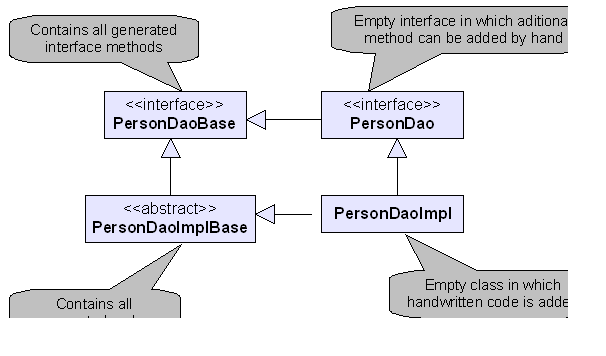 Contains all generated
interface methods
Empty interface in which aditiona
method can be added by hand
<<interface>>
PersonDaoBase
<<interface>>
PersonDao
<<abstract>>
PersonDaoImplBase
PersonDaoImpl
Contains all
Empty class in which
handwritten code is adde